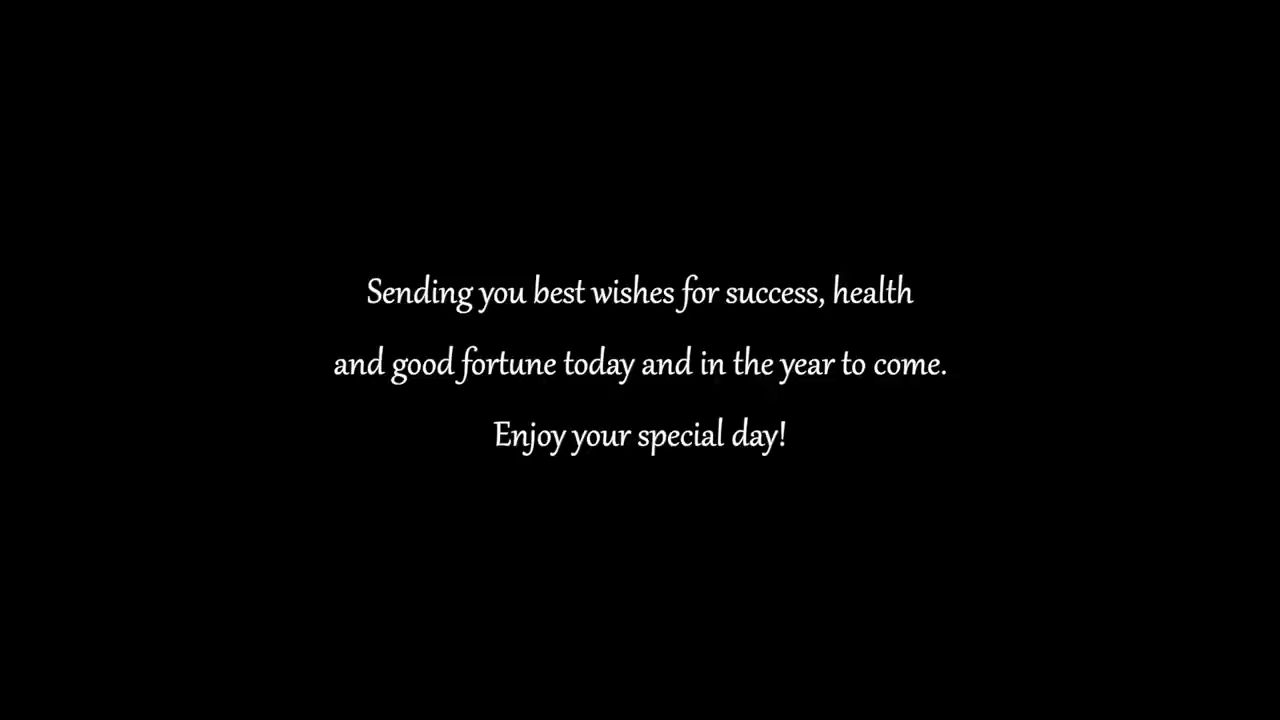 Sending you best wishes for success, health
and good fortune today and in the year to come.
Enjoy your special day!